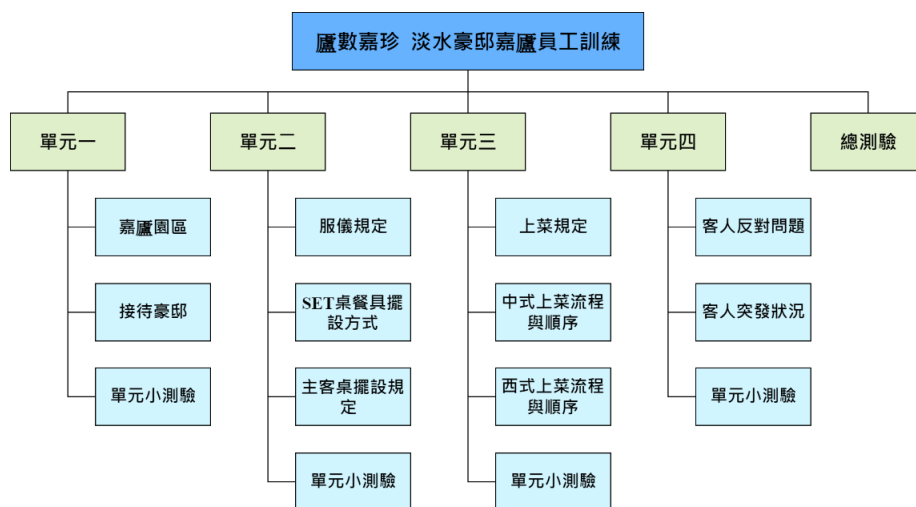 廬數嘉珍 淡水豪邸嘉廬員工訓練
單元一
單元二
單元三
單元四
總測驗
嘉廬園區
接待豪邸
單元小測驗
服儀規定
SET桌餐具擺
設方式
主客桌擺設規
定
單元小測驗
上菜規定
中式上菜流程
與順序
西式上菜流程
與順序
單元小測驗
客人反對問題
客人突發狀況
單元小測驗